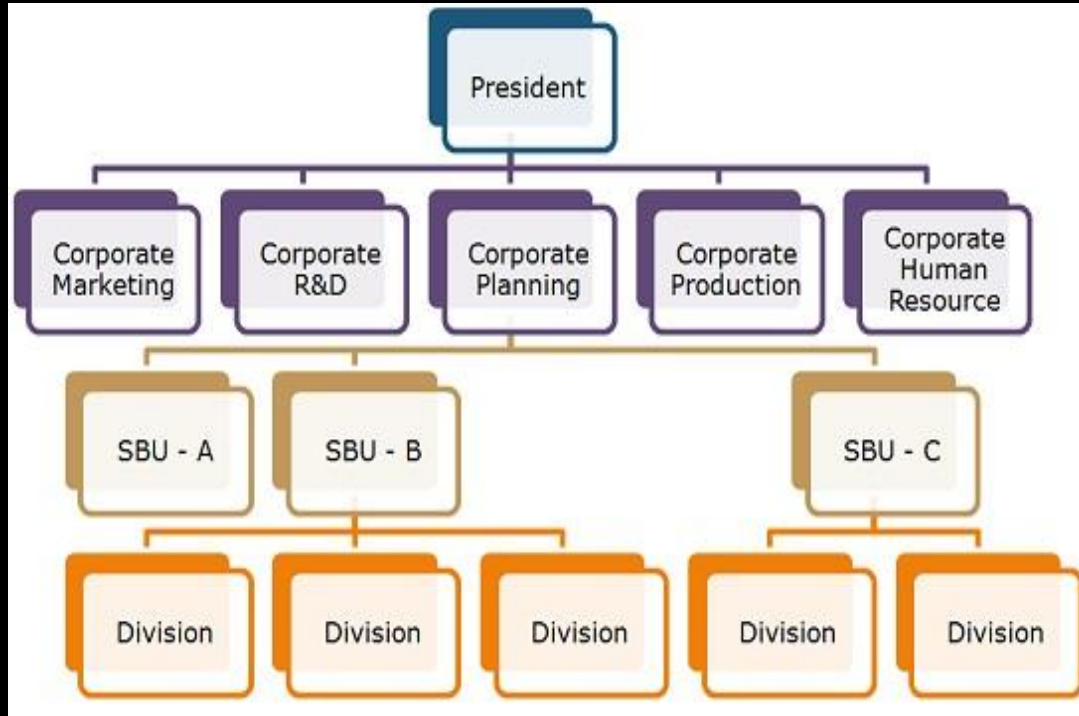 President
Corporate
Marketing
Corporate
R&D
Corporate
Planning
Corporate
Production
Corporate
Human
Resource
SBU - A
SBU - B
SBU - C
Division
Division
Division
Division
Division